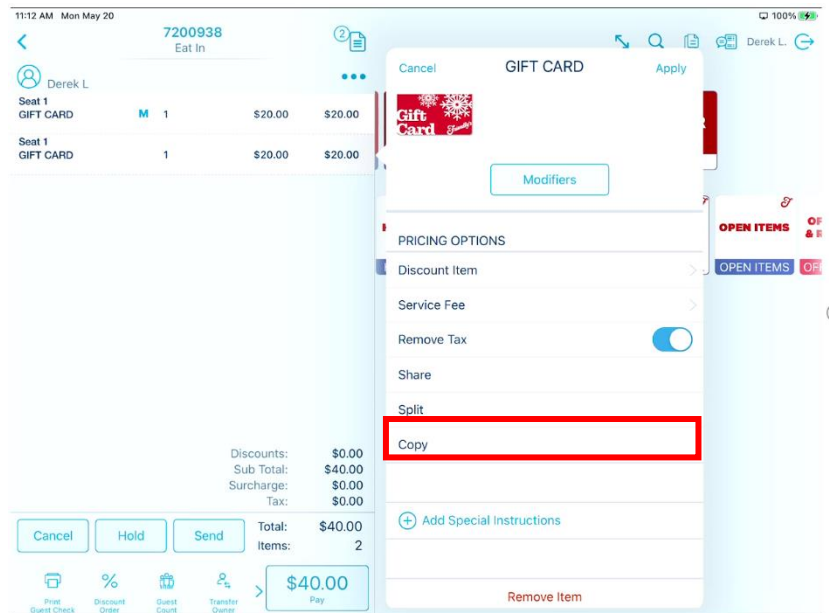 11:12 AM Mon May 20
100%
7200938
Eat In
2
Derek L.
Derek L
Seat 1
GIFT CARD M 1 $20.00 $20.00
Seat 1
GIFT CARD 1 $20.00 $20.00
Discounts: $0.00
Sub Total: $40.00
Surcharge: $0.00
Tax: $0.00
Cancel
Hold
Send
Total: $40.00
Items: 2
Print
Guest Check
Discount
Order
Guest
Count
Transfer
Owner
$40.00
Pay
Cancel GIFT CARD Apply
Gift
Card
Modifiers
PRICING OPTIONS
Discount Item
Service Fee
Remove Tax
Share
Split
Copy
Add Special Instructions
Remove Item
OPEN ITEMS
OPEN ITEMS